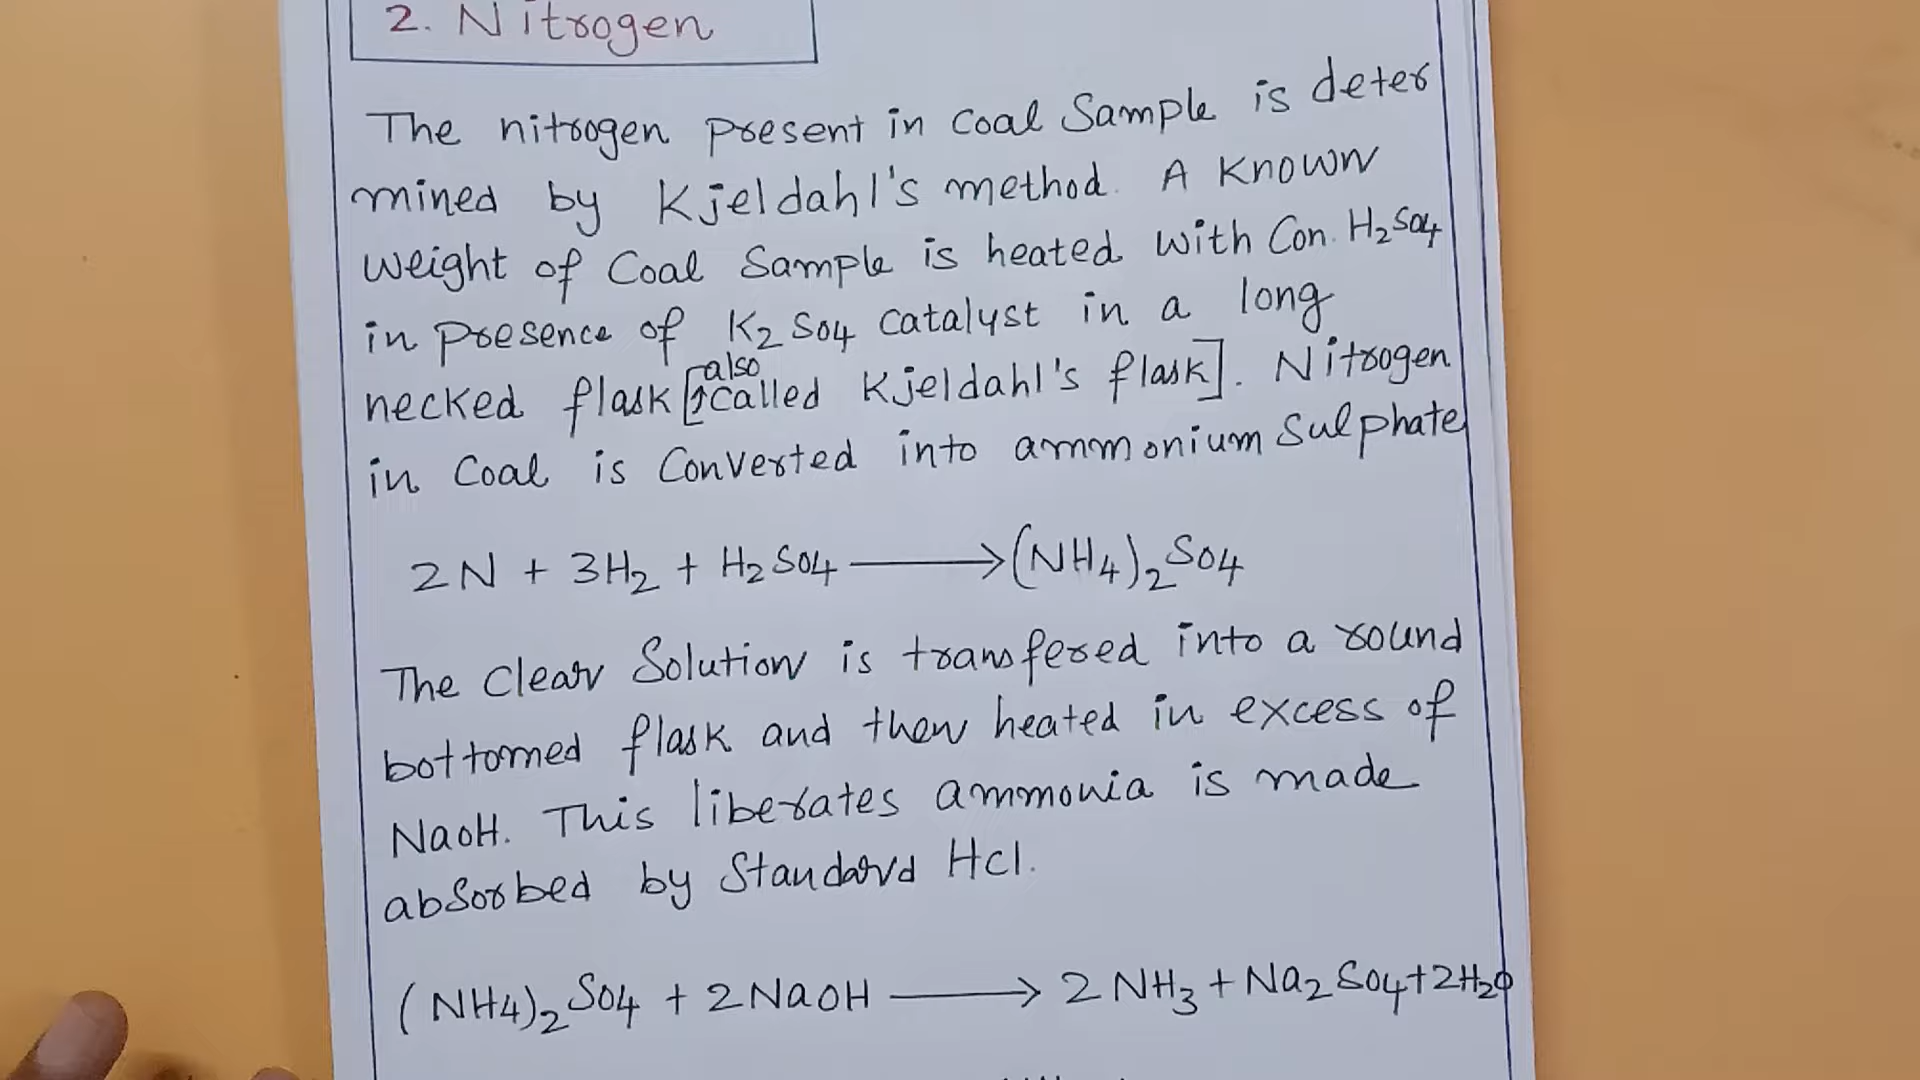 2. Nitrogen
The nitrogen present in coal Sample is deter
mined by Kjeldahl's method. A known
weight of Coal Sample is heated with Con. H₂SO₄
in presence of K₂SO₄ catalyst in a long
necked flask [also called Kjeldahl's flask]. Nitrogen
in Coal is Converted into ammonium Sulphate
2N + 3H₂ + H₂SO₄ ⟶ (NH₄)₂SO₄
The Clear Solution is transfered into a round
bottomed flask and then heated in excess of
NaOH. This liberates ammonia is made
absorbed by Standard HCl.
(NH₄)₂SO₄ + 2NaOH ⟶ 2NH₃ + Na₂SO₄ + 2H₂O